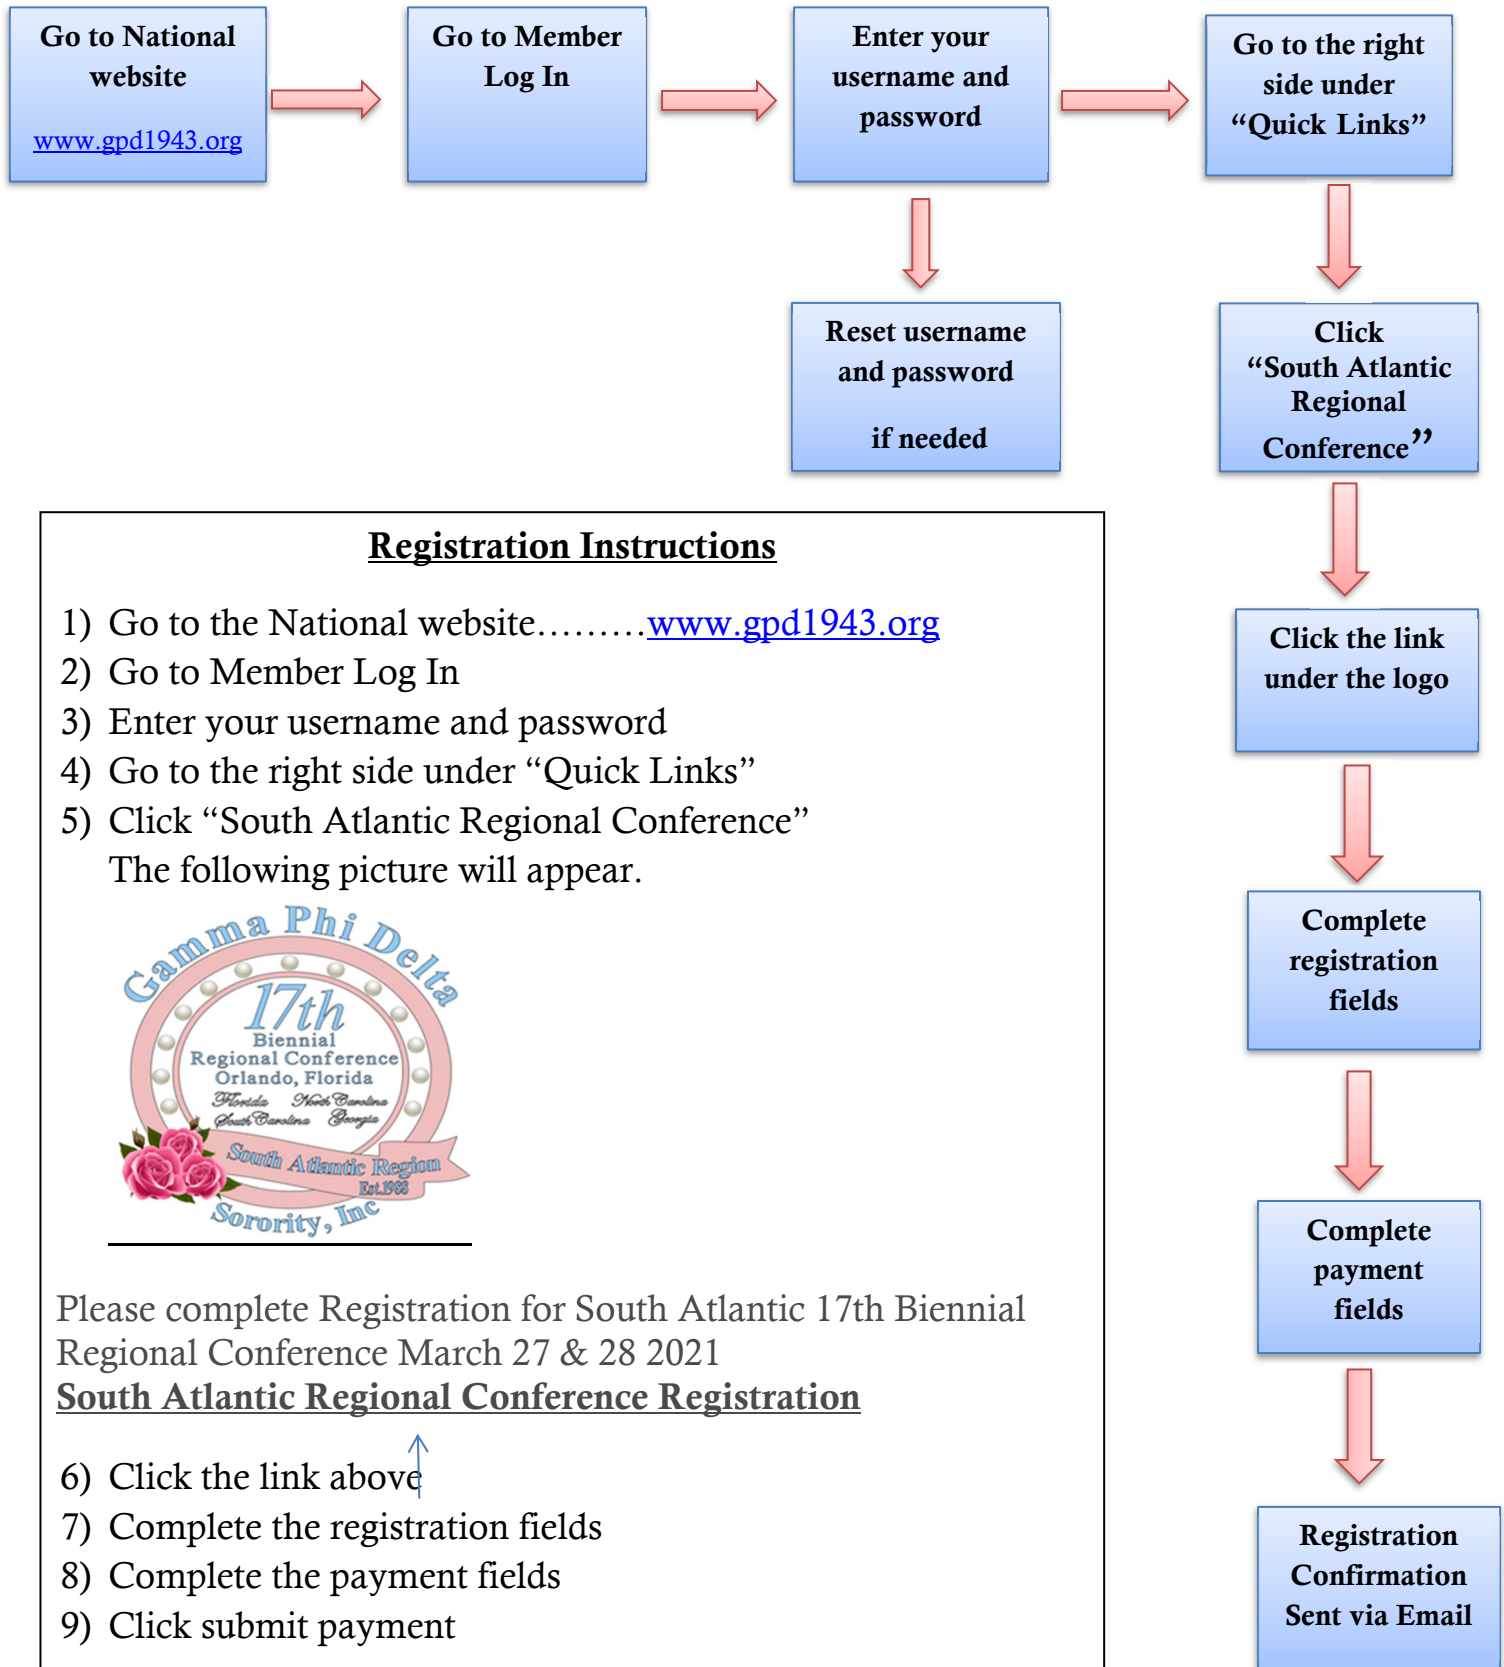 Go to National
website
www.gpd1943.org
Go to Member
Log In
Enter your
username and
password
Go to the right
side under
“Quick Links”
Reset username
and password
if needed
Click
“South Atlantic
Regional
Conference”
Click the link
under the logo
Complete
registration
fields
Complete
payment
fields
Registration
Confirmation
Sent via Email
Registration Instructions
1) Go to the National website.........www.gpd1943.org
2) Go to Member Log In
3) Enter your username and password
4) Go to the right side under “Quick Links”
5) Click “South Atlantic Regional Conference”
The following picture will appear.
Gamma Phi Delta
17th
Biennial
Regional Conference
Orlando, Florida
Florida North Carolina
South Carolina Georgia
South Atlantic Region
Est.1988
Sorority, Inc
Please complete Registration for South Atlantic 17th Biennial
Regional Conference March 27 & 28 2021
South Atlantic Regional Conference Registration
6) Click the link above
7) Complete the registration fields
8) Complete the payment fields
9) Click submit payment